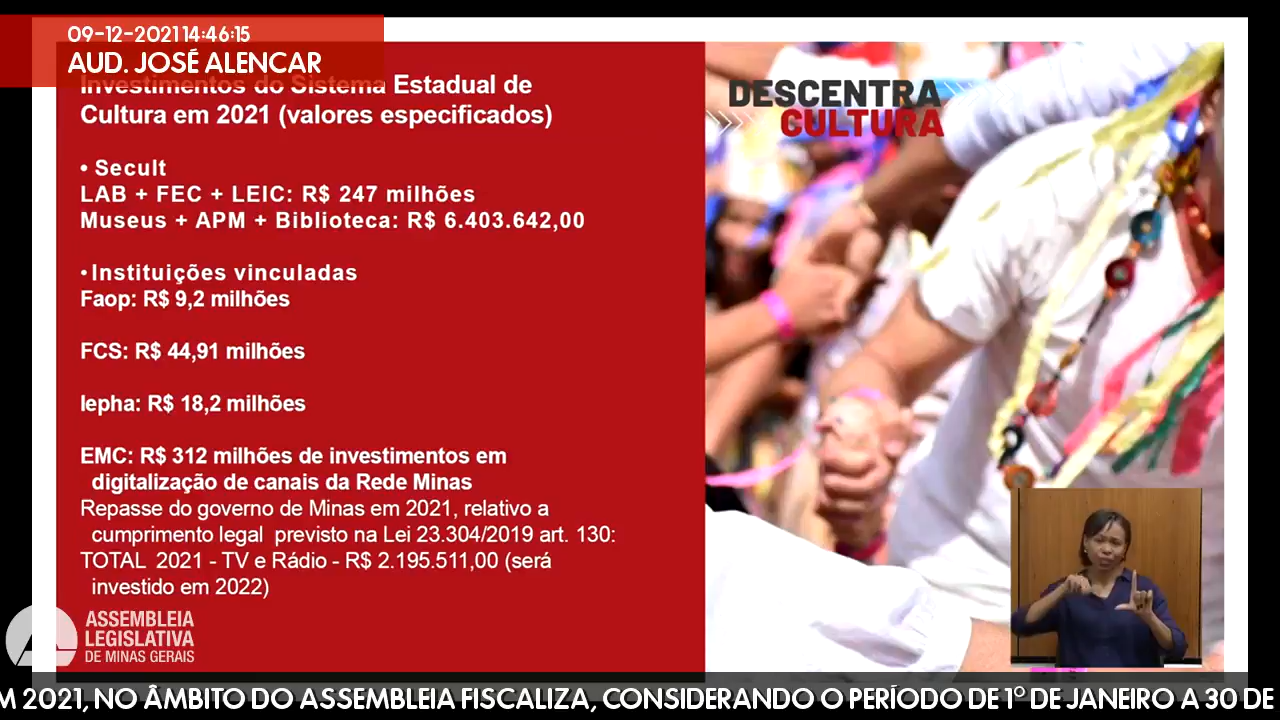 09-12-2021 14:46:15
AUD. JOSÉ ALENCAR
Investimentos do Sistema Estadual de
Cultura em 2021 (valores especificados)
• Secult
LAB + FEC + LEIC: R$ 247 milhões
Museus + APM + Biblioteca: R$ 6.403.642,00
• Instituições vinculadas
Faop: R$ 9,2 milhões
FCS: R$ 44,91 milhões
Iepha: R$ 18,2 milhões
EMC: R$ 312 milhões de investimentos em
digitalização de canais da Rede Minas
Repasse do governo de Minas em 2021, relativo a
cumprimento legal previsto na Lei 23.304/2019 art. 130:
TOTAL 2021 - TV e Rádio - R$ 2.195.511,00 (será
investido em 2022)
DESCENTRA
CULTURA
ASSEMBLEIA
LEGISLATIVA
DE MINAS GERAIS
M 2021, NO ÂMBITO DO ASSEMBLEIA FISCALIZA, CONSIDERANDO O PERÍODO DE 1º DE JANEIRO A 30 DE